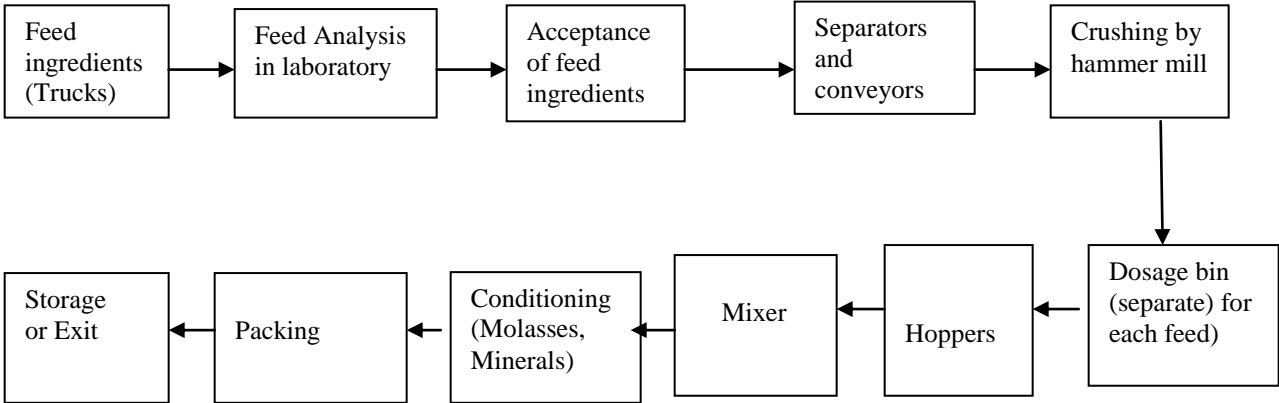 Feed
ingredients
(Trucks)
Feed Analysis
in laboratory
Acceptance
of feed
ingredients
Separators
and
conveyors
Crushing by
hammer mill
Storage
or Exit
Packing
Conditioning
(Molasses,
Minerals)
Mixer
Hoppers
Dosage bin
(separate) for
each feed)